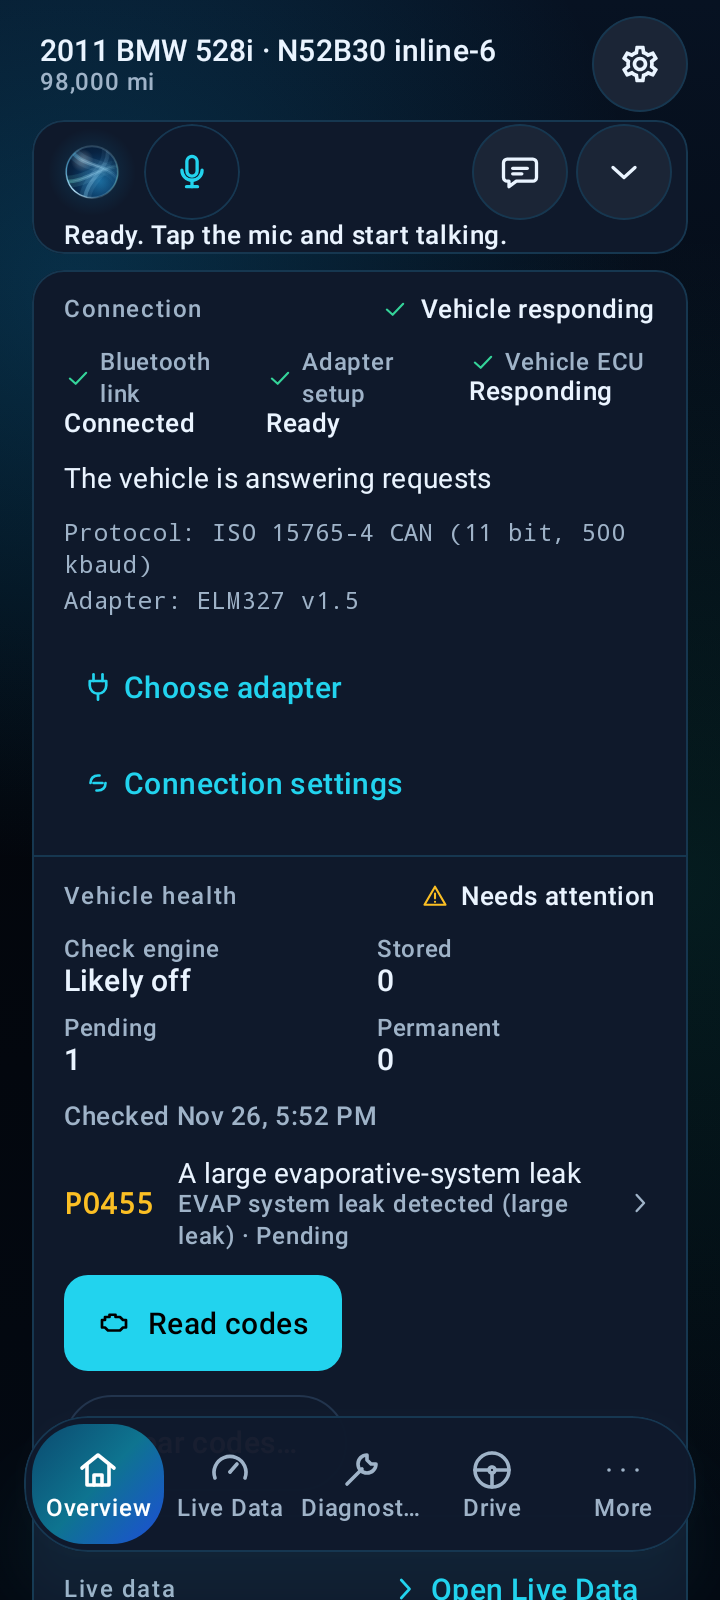 2011 BMW 528i · N52B30 inline-6
98,000 mi
Ready. Tap the mic and start talking.
Connection
Vehicle responding
Bluetooth
link
Connected
Adapter
setup
Ready
Vehicle ECU
Responding
The vehicle is answering requests
Protocol: ISO 15765-4 CAN (11 bit, 500
kbaud)
Adapter: ELM327 v1.5
Choose adapter
Connection settings
Vehicle health
Needs attention
Check engine
Likely off
Stored
0
Pending
1
Permanent
0
Checked Nov 26, 5:52 PM
P0455
A large evaporative-system leak
EVAP system leak detected (large
leak) · Pending
Read codes
codes…
Overview
Live Data
Diagnost…
Drive
More
Live data
Open Live Data